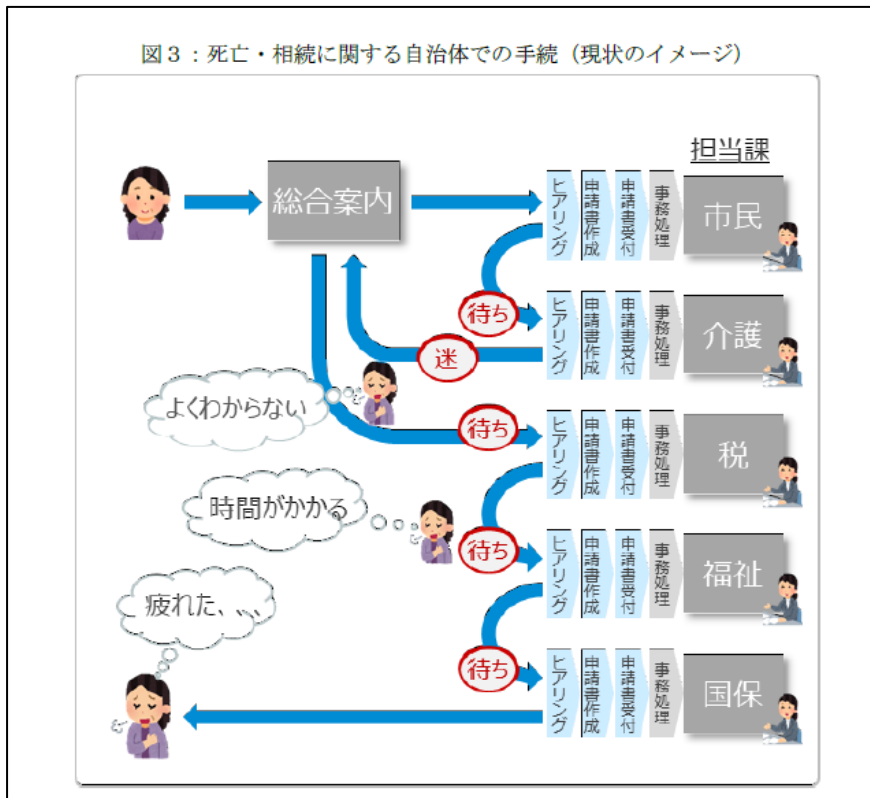 図3：死亡・相続に関する自治体での手続（現状のイメージ）
担当課
総合案内
ヒアリング
申請書作成
申請書受付
事務処理
市民
待ち
ヒアリング
申請書作成
申請書受付
事務処理
介護
迷
よくわからない
待ち
ヒアリング
申請書作成
申請書受付
事務処理
税
時間がかかる
待ち
ヒアリング
申請書作成
申請書受付
事務処理
福祉
疲れた、、、
待ち
ヒアリング
申請書作成
申請書受付
事務処理
国保